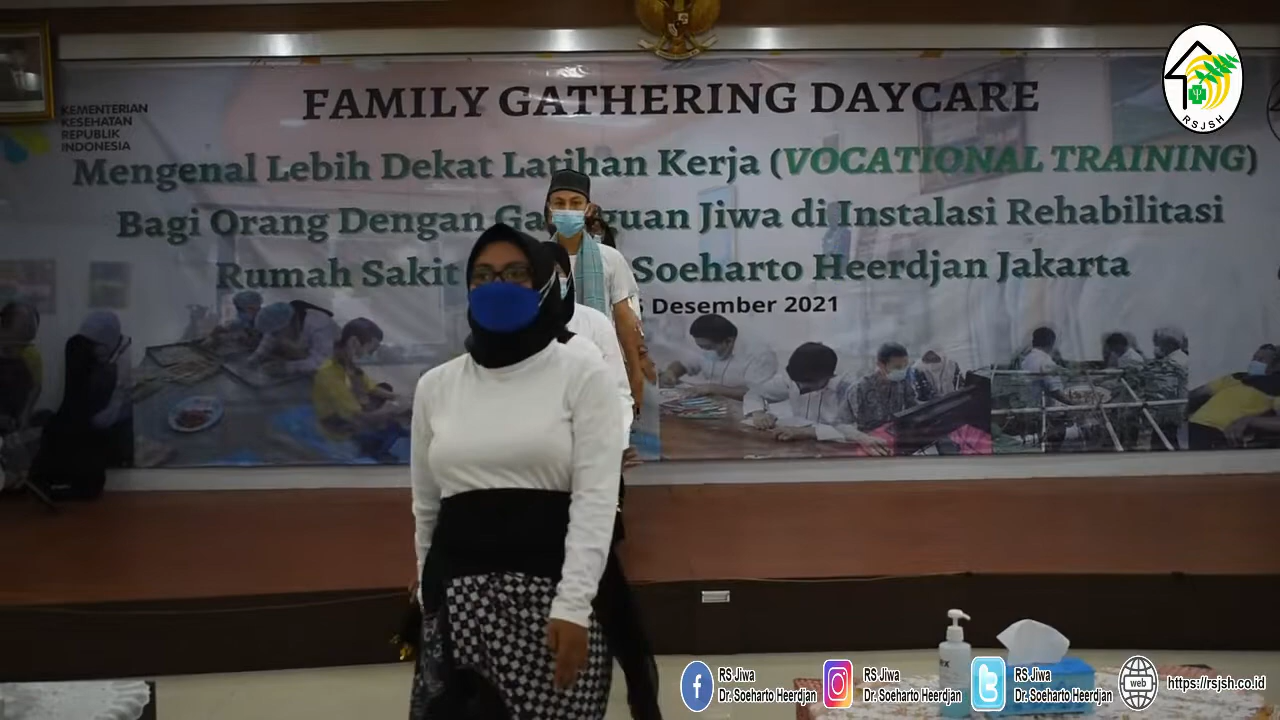 FAMILY GATHERING DAYCARE
KEMENTERIAN
KESEHATAN
REPUBLIK
INDONESIA
RSJSH
Mengenal Lebih Dekat Latihan Kerja (VOCATIONAL TRAINING)
Bagi Orang Dengan Ga guan Jiwa di Instalasi Rehabilitasi
Rumah Sakit Soeharto Heerdjan Jakarta
Desember 2021
RS Jiwa
Dr. Soeharto Heerdjan
RS Jiwa
Dr. Soeharto Heerdjan
RS Jiwa
Dr. Soeharto Heerdjan
web
https://rsjsh.co.id